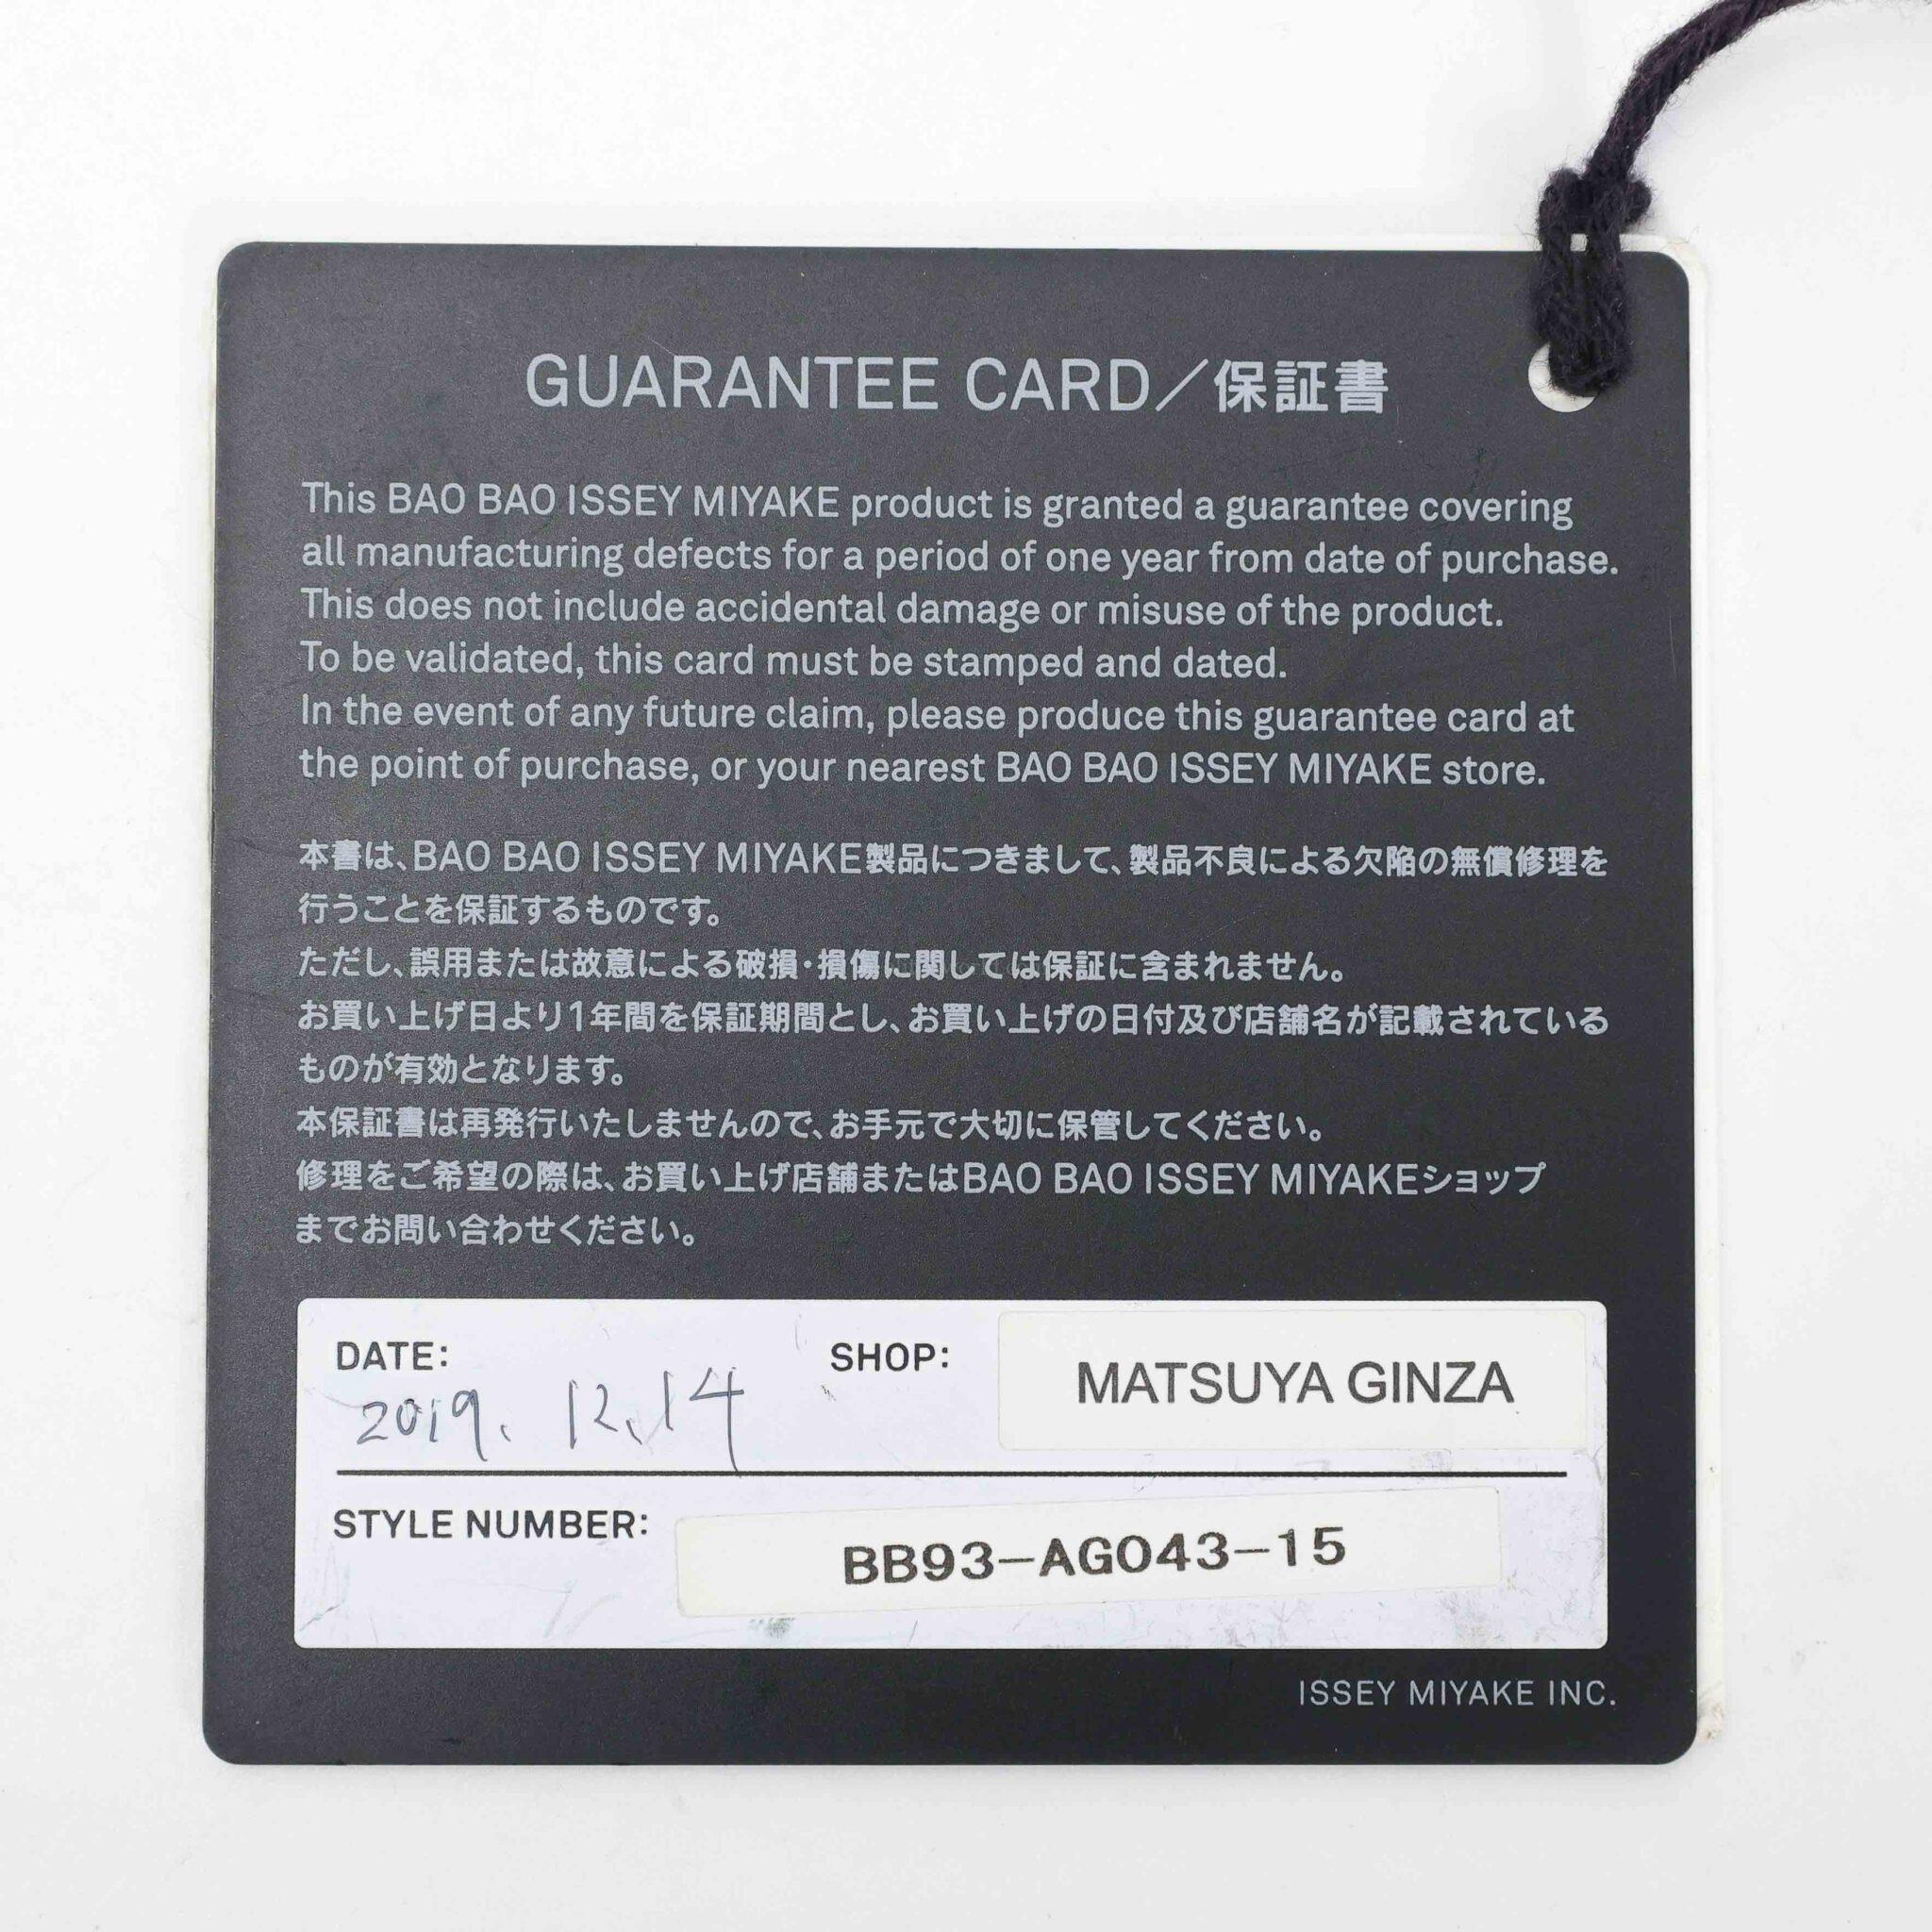 GUARANTEE CARD／保証書
This BAO BAO ISSEY MIYAKE product is granted a guarantee covering
all manufacturing defects for a period of one year from date of purchase.
This does not include accidental damage or misuse of the product.
To be validated, this card must be stamped and dated.
In the event of any future claim, please produce this guarantee card at
the point of purchase, or your nearest BAO BAO ISSEY MIYAKE store.
本書は、BAO BAO ISSEY MIYAKE製品につきまして、製品不良による欠陥の無償修理を
行うことを保証するものです。
ただし、誤用または故意による破損・損傷に関しては保証に含まれません。
お買い上げ日より1年間を保証期間とし、お買い上げの日付及び店舗名が記載されている
ものが有効となります。
本保証書は再発行いたしませんので、お手元で大切に保管してください。
修理をご希望の際は、お買い上げ店舗またはBAO BAO ISSEY MIYAKEショップ
までお問い合わせください。
DATE: 2019. 12.14 SHOP: MATSUYA GINZA
STYLE NUMBER: BB93-AG043-15
ISSEY MIYAKE INC.